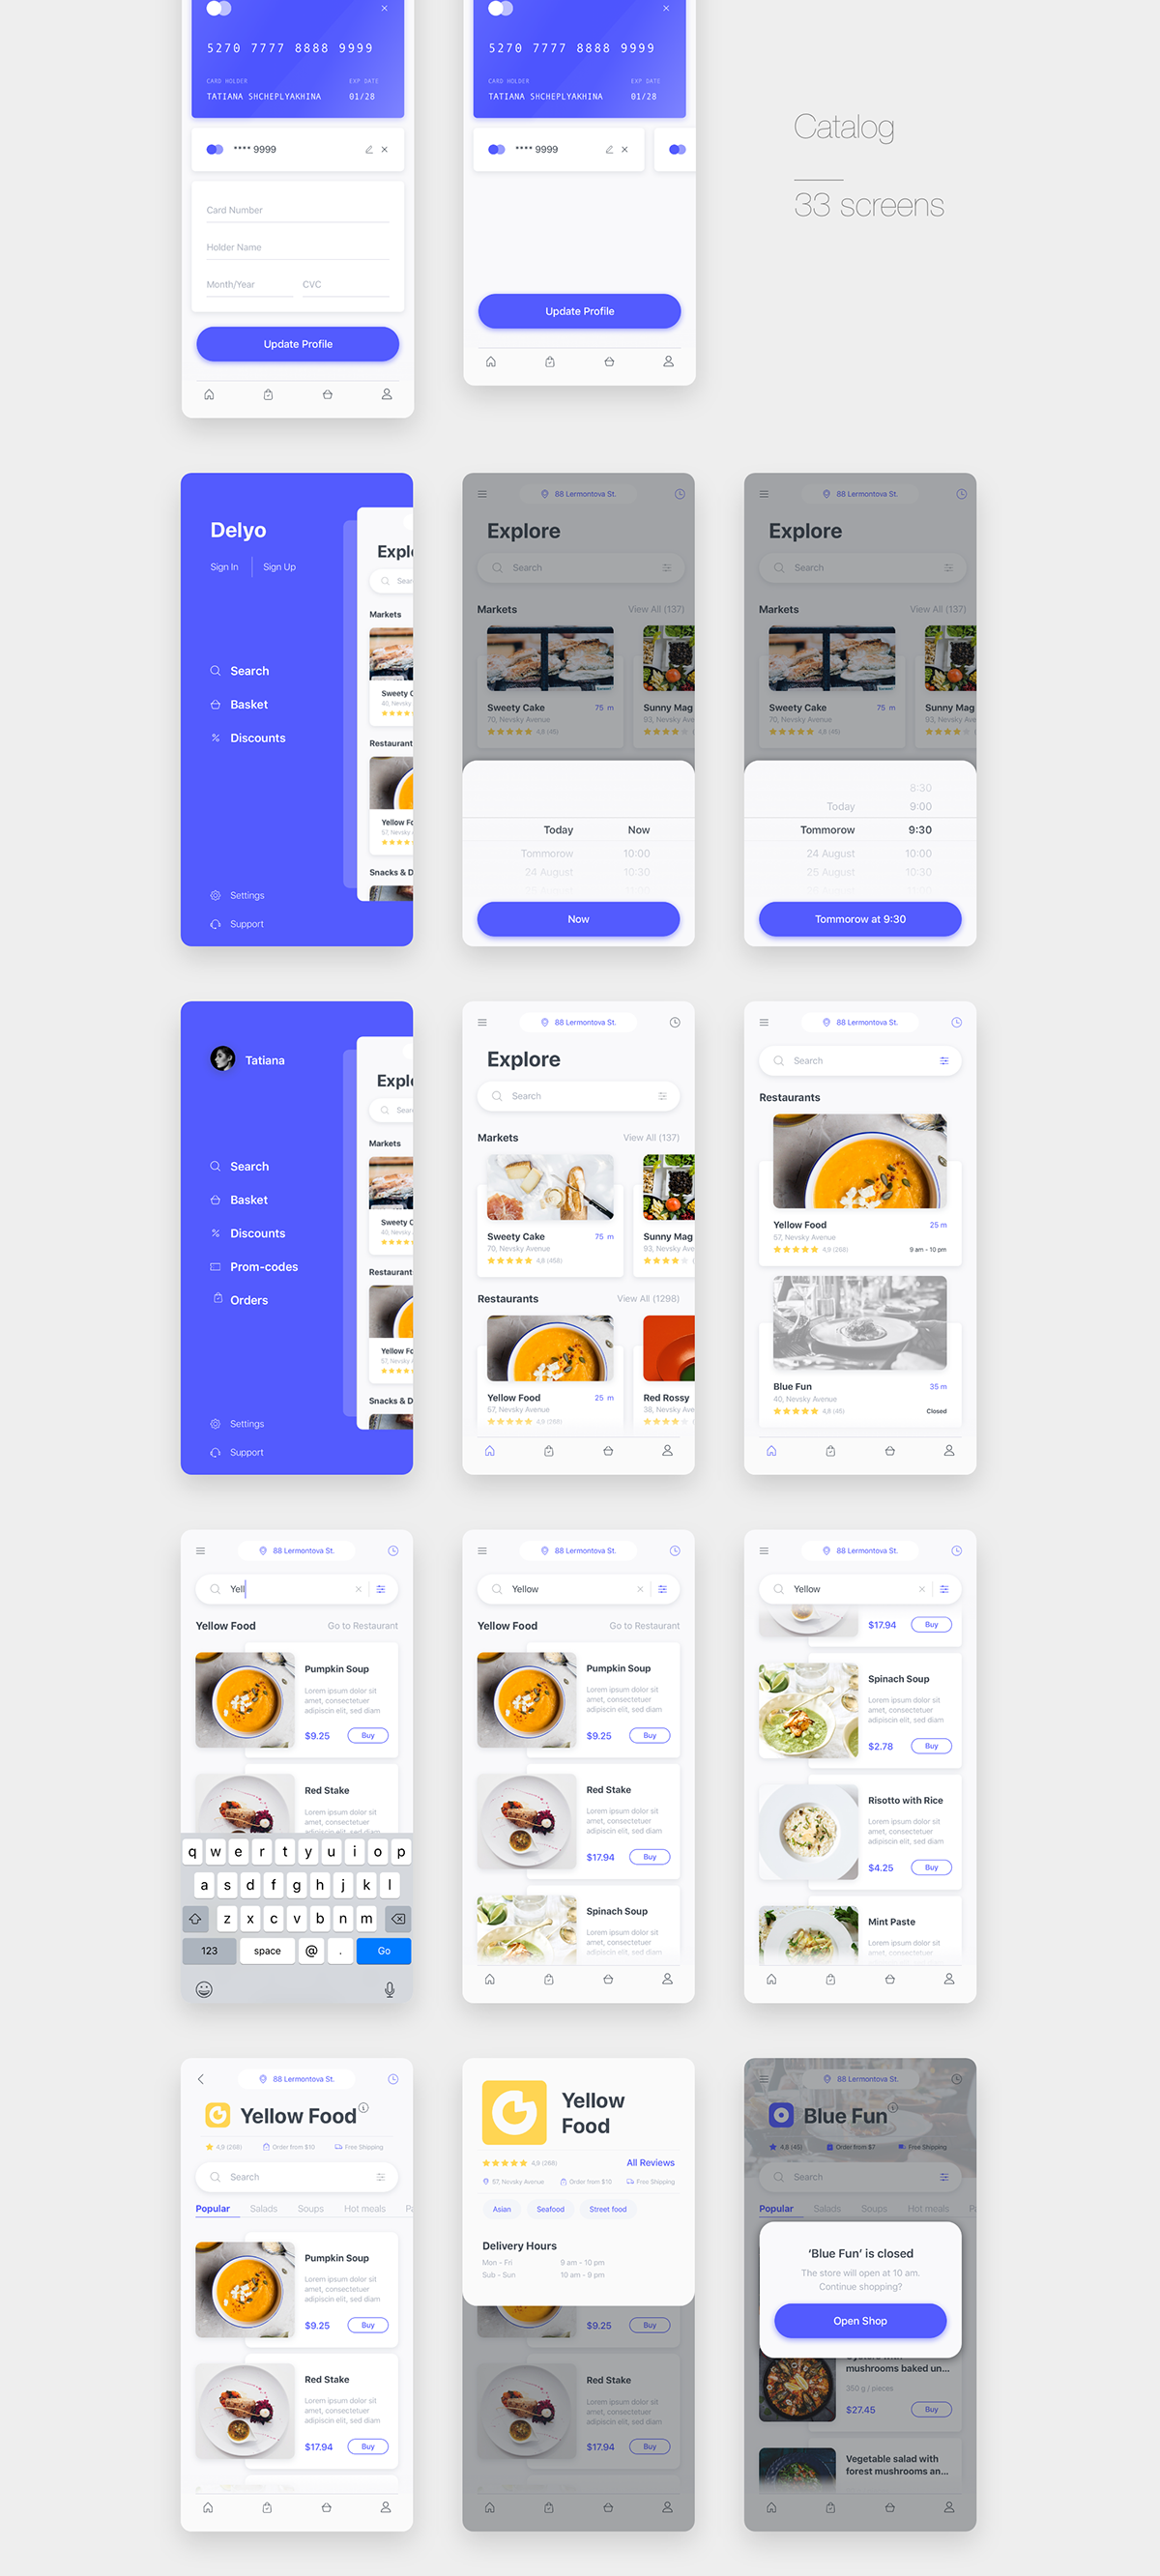 5270 7777 8888 9999
CARD HOLDER EXP DATE
TATIANA SHCHEPLYAKHINA 01/28
**** 9999
Card Number
Holder Name
Month/Year CVC
Update Profile
5270 7777 8888 9999
CARD HOLDER EXP DATE
TATIANA SHCHEPLYAKHINA 01/28
**** 9999
Update Profile
Catalog
33 screens
Delyo
Sign In Sign Up
Search
Basket
Discounts
Settings
Support
Explo
Sear
Markets
Sweety C
40, Nevsky
Restaurant
Yellow Fo
57, Nevsky
Snacks & D
88 Lermontova St.
Explore
Search
Markets View All (137)
Sweety Cake 75 m
70, Nevsky Avenue
4,8 (45)
Sunny Mag
93, Nevsky Ave
Today Now
Tommorow 10:00
24 August 10:30
Now
88 Lermontova St.
Explore
Search
Markets View All (137)
Sweety Cake 75 m
70, Nevsky Avenue
4,8 (45)
Sunny Mag
93, Nevsky Ave
8:30
Today 9:00
Tommorow 9:30
24 August 10:00
25 August 10:30
Tommorow at 9:30
Tatiana
Search
Basket
Discounts
Prom-codes
Orders
Settings
Support
Explo
Sear
Markets
Sweety C
40, Nevsky
Restaurant
Yellow Fo
57, Nevsky
Snacks & D
88 Lermontova St.
Explore
Search
Markets View All (137)
Sweety Cake 75 m
70, Nevsky Avenue
4,8 (458)
Sunny Mag
93, Nevsky Ave
Restaurants View All (1298)
Yellow Food 25 m
57, Nevsky Avenue
4,9 (268)
Red Rossy
38, Nevsky Ave
88 Lermontova St.
Search
Restaurants
Yellow Food 25 m
57, Nevsky Avenue
4,9 (268) 9 am - 10 pm
Blue Fun 35 m
40, Nevsky Avenue
4,8 (45) Closed
88 Lermontova St.
Yell
Yellow Food Go to Restaurant
Pumpkin Soup
Lorem ipsum dolor sit
amet, consectetuer
adipiscin elit, sed diam
$9.25 Buy
Red Stake
Lorem ipsum dolor sit
amet, consectetuer
adipiscin elit, sed diam
q w e r t y u i o p
a s d f g h j k l
z x c v b n m
123 space @ . Go
88 Lermontova St.
Yellow
Yellow Food Go to Restaurant
Pumpkin Soup
Lorem ipsum dolor sit
amet, consectetuer
adipiscin elit, sed diam
$9.25 Buy
Red Stake
Lorem ipsum dolor sit
amet, consectetuer
adipiscin elit, sed diam
$17.94 Buy
Spinach Soup
Lorem ipsum dolor sit
amet, consectetuer
adipiscin elit, sed diam
88 Lermontova St.
Yellow
$17.94 Buy
Spinach Soup
Lorem ipsum dolor sit
amet, consectetuer
adipiscin elit, sed diam
$2.78 Buy
Risotto with Rice
Lorem ipsum dolor sit
amet, consectetuer
adipiscin elit, sed diam
$4.25 Buy
Mint Paste
Lorem ipsum dolor sit
amet, consectetuer
88 Lermontova St.
Yellow Food
4,9 (268) Order from $10 Free Shipping
Search
Popular Salads Soups Hot meals Pa
Pumpkin Soup
Lorem ipsum dolor sit
amet, consectetuer
adipiscin elit, sed diam
$9.25 Buy
Red Stake
Lorem ipsum dolor sit
amet, consectetuer
adipiscin elit, sed diam
$17.94 Buy
Yellow
Food
4,9 (268) All Reviews
57, Nevsky Avenue Order from $10 Free Shipping
Asian Seafood Street food
Delivery Hours
Mon - Fri 9 am - 10 pm
Sub - Sun 10 am - 9 pm
$9.25 Buy
Red Stake
Lorem ipsum dolor sit
amet, consectetuer
adipiscin elit, sed diam
$17.94 Buy
88 Lermontova St.
Blue Fun
4,8 (45) Order from $7 Free Shipping
Search
Popular Salads Soups Hot meals Pa
‘Blue Fun’ is closed
The store will open at 10 am.
Continue shopping?
Open Shop
mushrooms baked un...
350 g / pieces
$27.45 Buy
Vegetable salad with
forest mushrooms an...